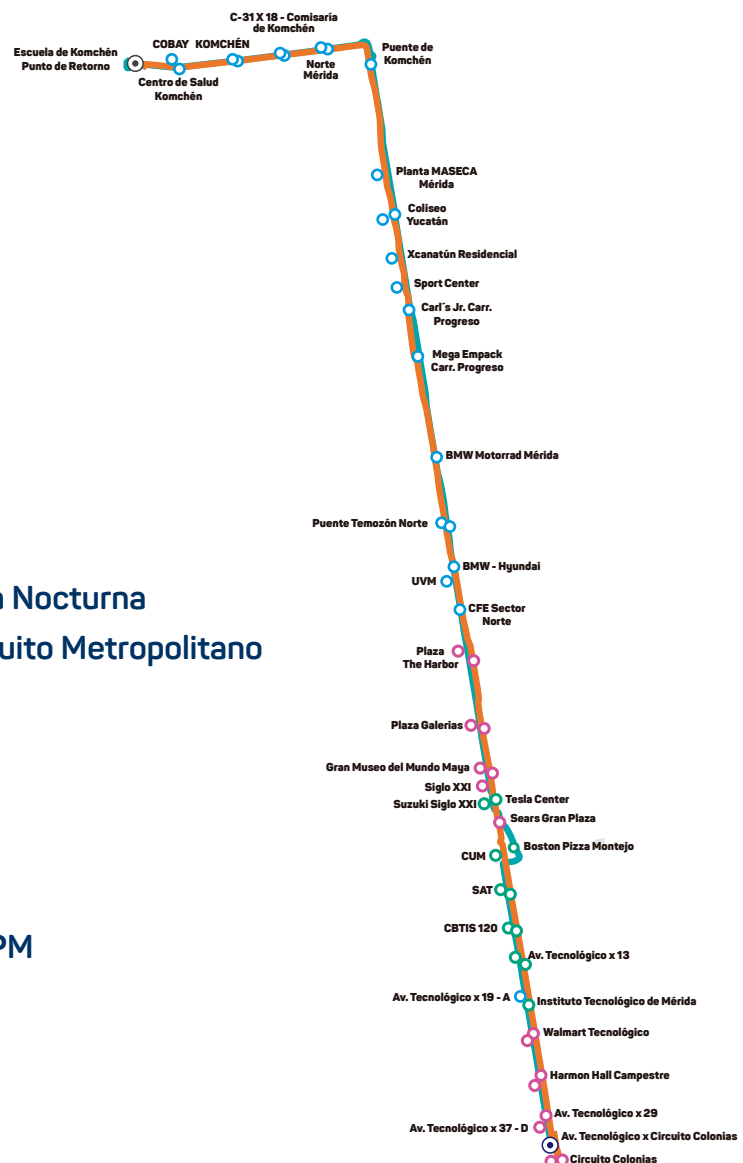 C-31 X 18 - Comisaría
de Komchén
COBAY KOMCHÉN
Escuela de Komchén
Punto de Retorno
Puente de
Komchén
Norte
Mérida
Centro de Salud
Komchén
Planta MASECA
Mérida
Coliseo
Yucatán
Xcanatún Residencial
Sport Center
Carl´s Jr. Carr.
Progreso
Mega Empack
Carr. Progreso
BMW Motorrad Mérida
Puente Temozón Norte
BMW - Hyundai
UVM
Nocturna
CFE Sector
Norte
uito Metropolitano
Plaza
The Harbor
Plaza Galerias
Gran Museo del Mundo Maya
Siglo XXI
Tesla Center
Suzuki Siglo XXI
Sears Gran Plaza
Boston Pizza Montejo
CUM
SAT
CBTIS 120
PM
Av. Tecnológico x 13
Av. Tecnológico x 19 - A
Instituto Tecnológico de Mérida
Walmart Tecnológico
Harmon Hall Campestre
Av. Tecnológico x 29
Av. Tecnológico x 37 - D
Av. Tecnológico x Circuito Colonias
Circuito Colonias